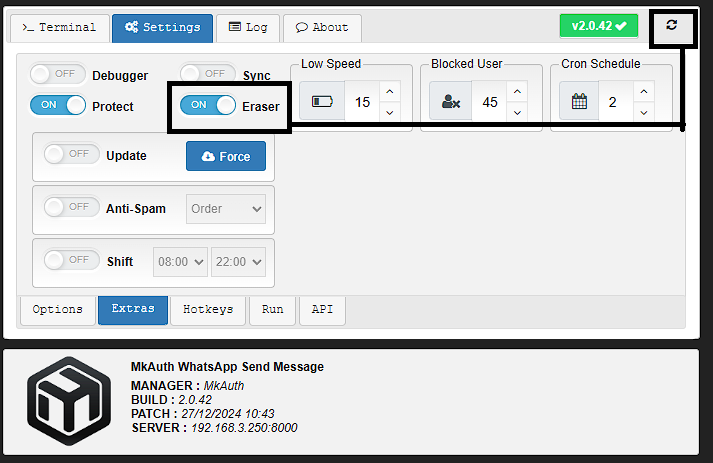 >_ Terminal Settings Log About v2.0.42
OFF Debugger OFF Sync Low Speed Blocked User Cron Schedule
ON Protect ON Eraser 15 45 2
OFF Update Force
OFF Anti-Spam Order
OFF Shift 08:00 22:00
Options Extras Hotkeys Run API
MkAuth WhatsApp Send Message
MANAGER : MkAuth
BUILD : 2.0.42
PATCH : 27/12/2024 10:43
SERVER : 192.168.3.250:8000